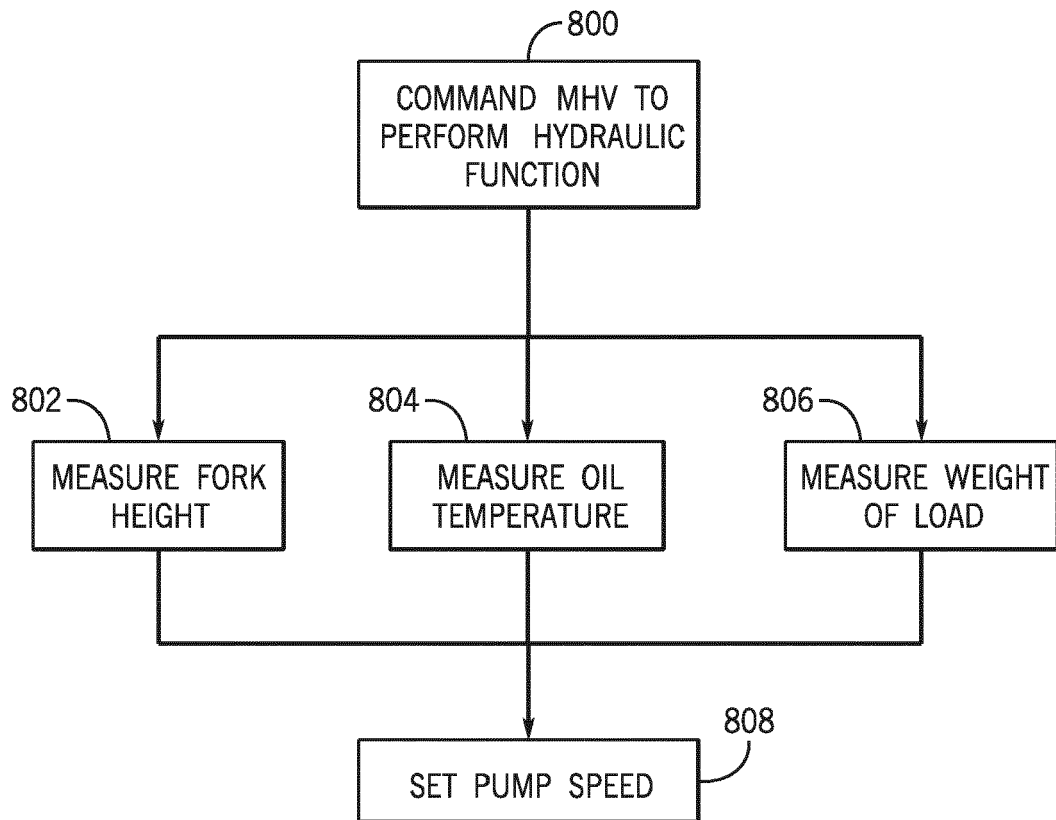 800
COMMAND MHV TO
PERFORM HYDRAULIC
FUNCTION
802
804
806
MEASURE FORK
HEIGHT
MEASURE OIL
TEMPERATURE
MEASURE WEIGHT
OF LOAD
808
SET PUMP SPEED